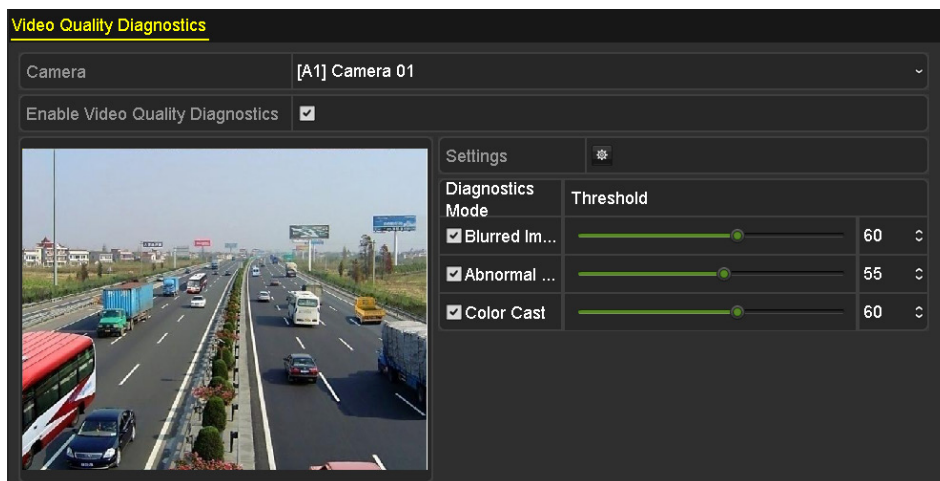 Video Quality Diagnostics
Camera
[A1] Camera 01
Enable Video Quality Diagnostics
Settings
Diagnostics
Mode
Threshold
Blurred Im...
60
Abnormal ...
55
Color Cast
60